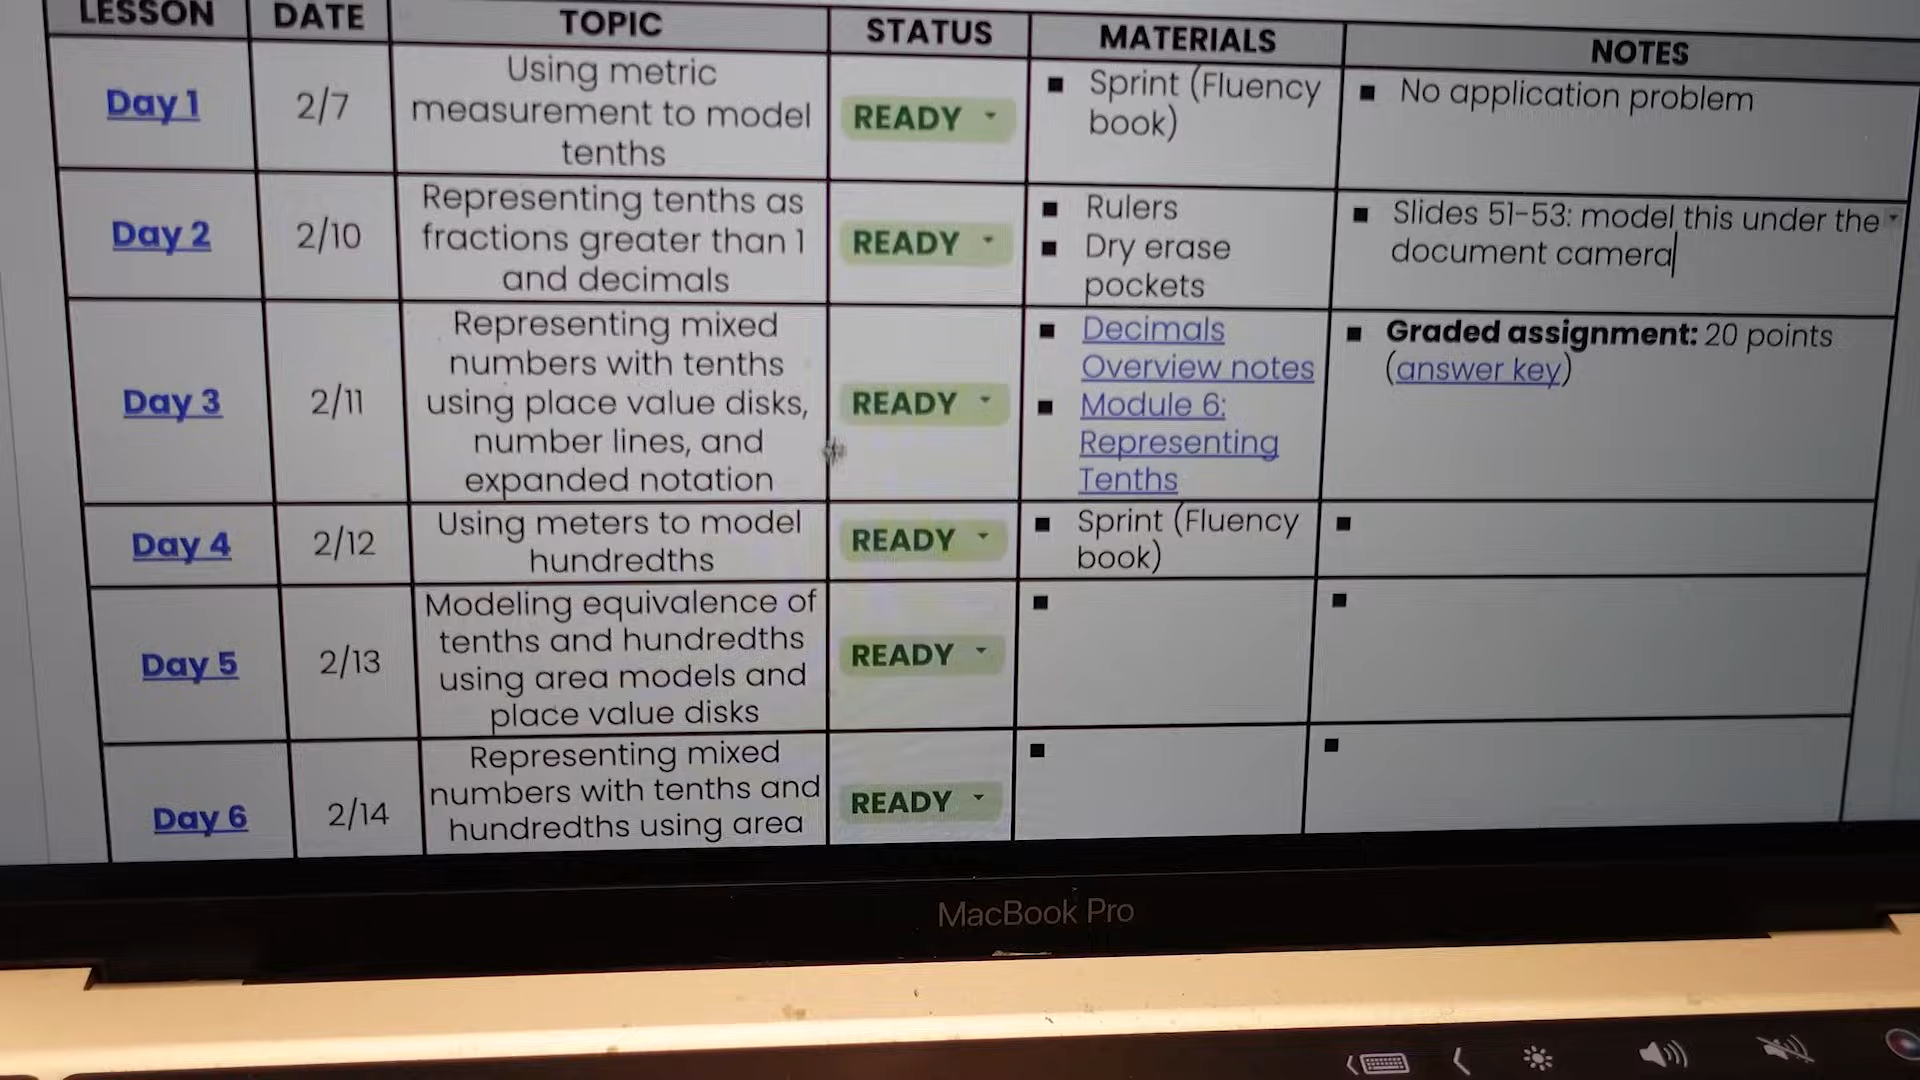 LESSON DATE TOPIC STATUS MATERIALS NOTES
Day 1
2/7
Using metric
measurement to model
tenths
READY
▪ Sprint (Fluency
book)
▪ No application problem
Day 2
2/10
Representing tenths as
fractions greater than 1
and decimals
READY
▪ Rulers
▪ Dry erase
pockets
▪ Slides 51-53: model this under the
document camera
Day 3
2/11
Representing mixed
numbers with tenths
using place value disks,
number lines, and
expanded notation
READY
▪ Decimals
Overview notes
▪ Module 6:
Representing
Tenths
▪ Graded assignment: 20 points
(answer key)
Day 4
2/12
Using meters to model
hundredths
READY
▪ Sprint (Fluency
book)
▪
Day 5
2/13
Modeling equivalence of
tenths and hundredths
using area models and
place value disks
READY
▪
▪
Day 6
2/14
Representing mixed
numbers with tenths and
hundredths using area
READY
▪
▪
MacBook Pro